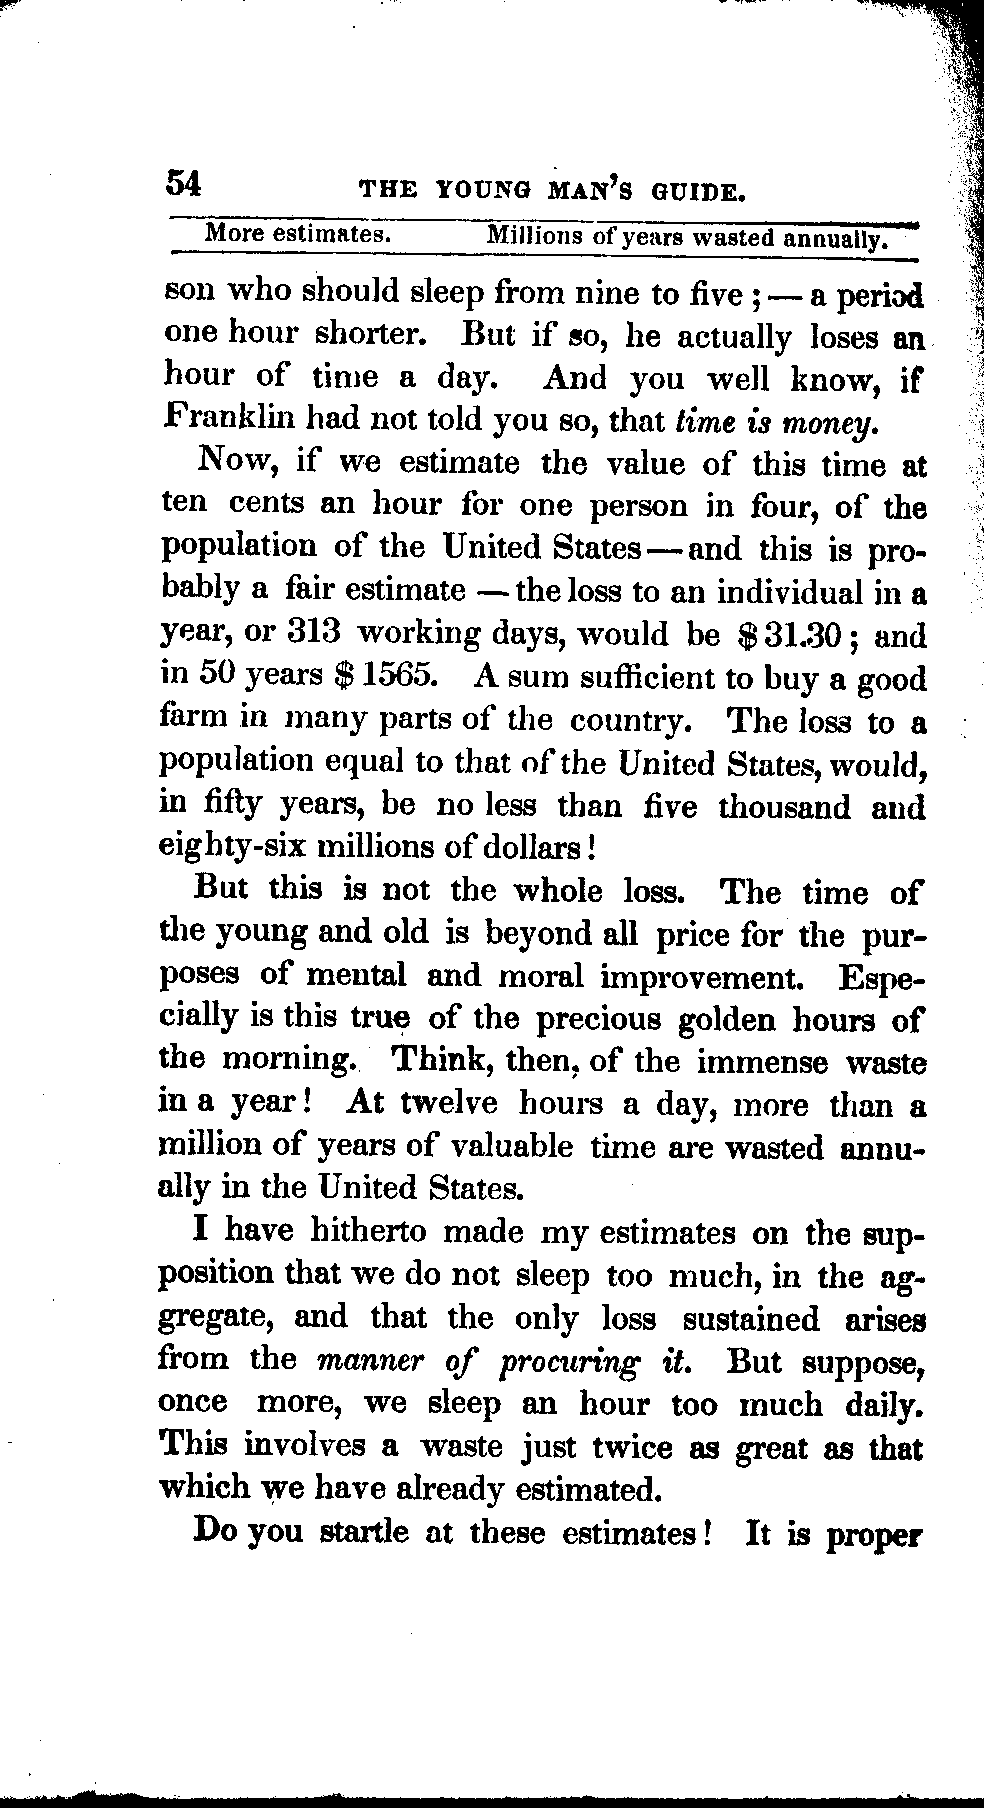 54 THE YOUNG MAN'S GUIDE.
More estimates. Millions of years wasted annually.
son who should sleep from nine to five ; — a period
one hour shorter. But if so, he actually loses an
hour of time a day. And you well know, if
Franklin had not told you so, that time is money.
Now, if we estimate the value of this time at
ten cents an hour for one person in four, of the
population of the United States — and this is pro-
bably a fair estimate — the loss to an individual in a
year, or 313 working days, would be $31.30 ; and
in 50 years $1565. A sum sufficient to buy a good
farm in many parts of the country. The loss to a
population equal to that of the United States, would,
in fifty years, be no less than five thousand and
eighty-six millions of dollars !
But this is not the whole loss. The time of
the young and old is beyond all price for the pur-
poses of mental and moral improvement. Espe-
cially is this true of the precious golden hours of
the morning. Think, then, of the immense waste
in a year ! At twelve hours a day, more than a
million of years of valuable time are wasted annu-
ally in the United States.
I have hitherto made my estimates on the sup-
position that we do not sleep too much, in the ag-
gregate, and that the only loss sustained arises
from the manner of procuring it. But suppose,
once more, we sleep an hour too much daily.
This involves a waste just twice as great as that
which we have already estimated.
Do you startle at these estimates ! It is proper